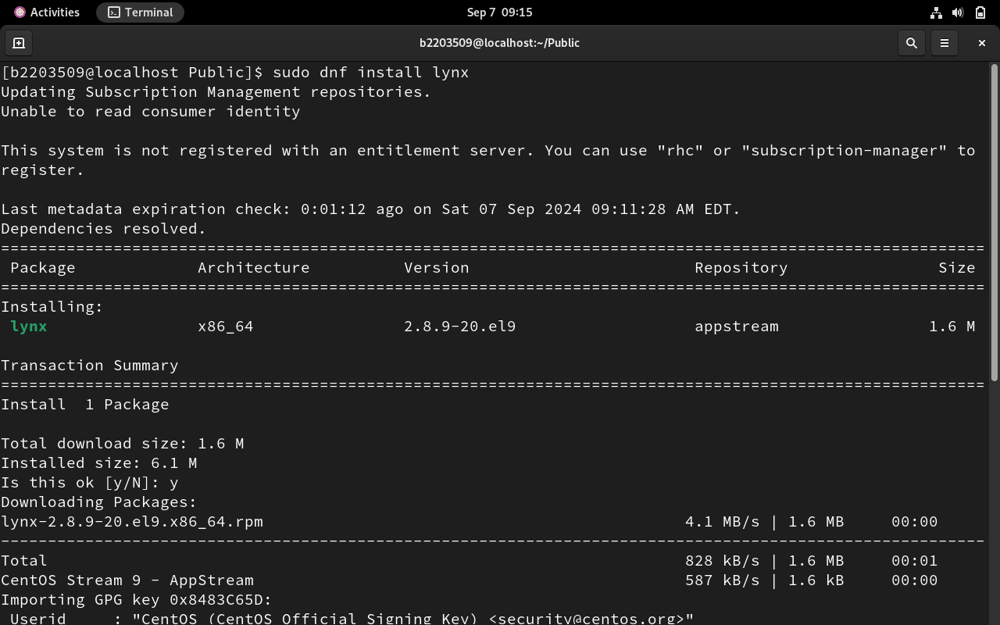 Activities Terminal Sep 7 09:15
b2203509@localhost:~/Public
[b2203509@localhost Public]$ sudo dnf install lynx
Updating Subscription Management repositories.
Unable to read consumer identity
This system is not registered with an entitlement server. You can use "rhc" or "subscription-manager" to
register.
Last metadata expiration check: 0:01:12 ago on Sat 07 Sep 2024 09:11:28 AM EDT.
Dependencies resolved.
=========================================================================================================
Package Architecture Version Repository Size
=========================================================================================================
Installing:
lynx x86_64 2.8.9-20.el9 appstream 1.6 M
Transaction Summary
=========================================================================================================
Install  1 Package
Total download size: 1.6 M
Installed size: 6.1 M
Is this ok [y/N]: y
Downloading Packages:
lynx-2.8.9-20.el9.x86_64.rpm 4.1 MB/s | 1.6 MB 00:00
---------------------------------------------------------------------------------------------------------
Total 828 kB/s | 1.6 MB 00:01
CentOS Stream 9 - AppStream 587 kB/s | 1.6 kB 00:00
Importing GPG key 0x8483C65D:
Userid : "CentOS (CentOS Official Signing Key) <security@centos.org>"